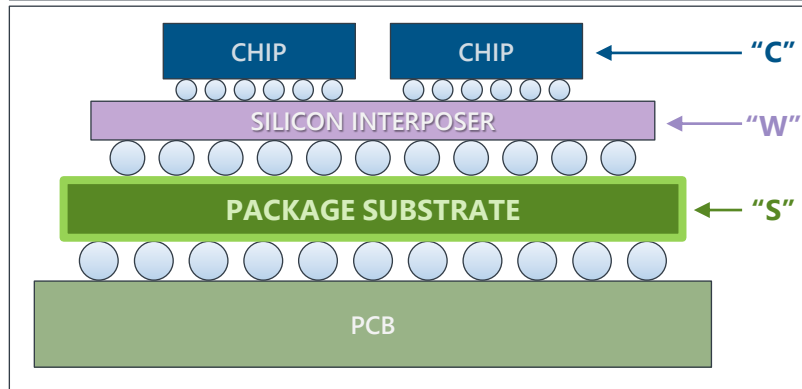 CHIP CHIP “C”
SILICON INTERPOSER “W”
PACKAGE SUBSTRATE “S”
PCB